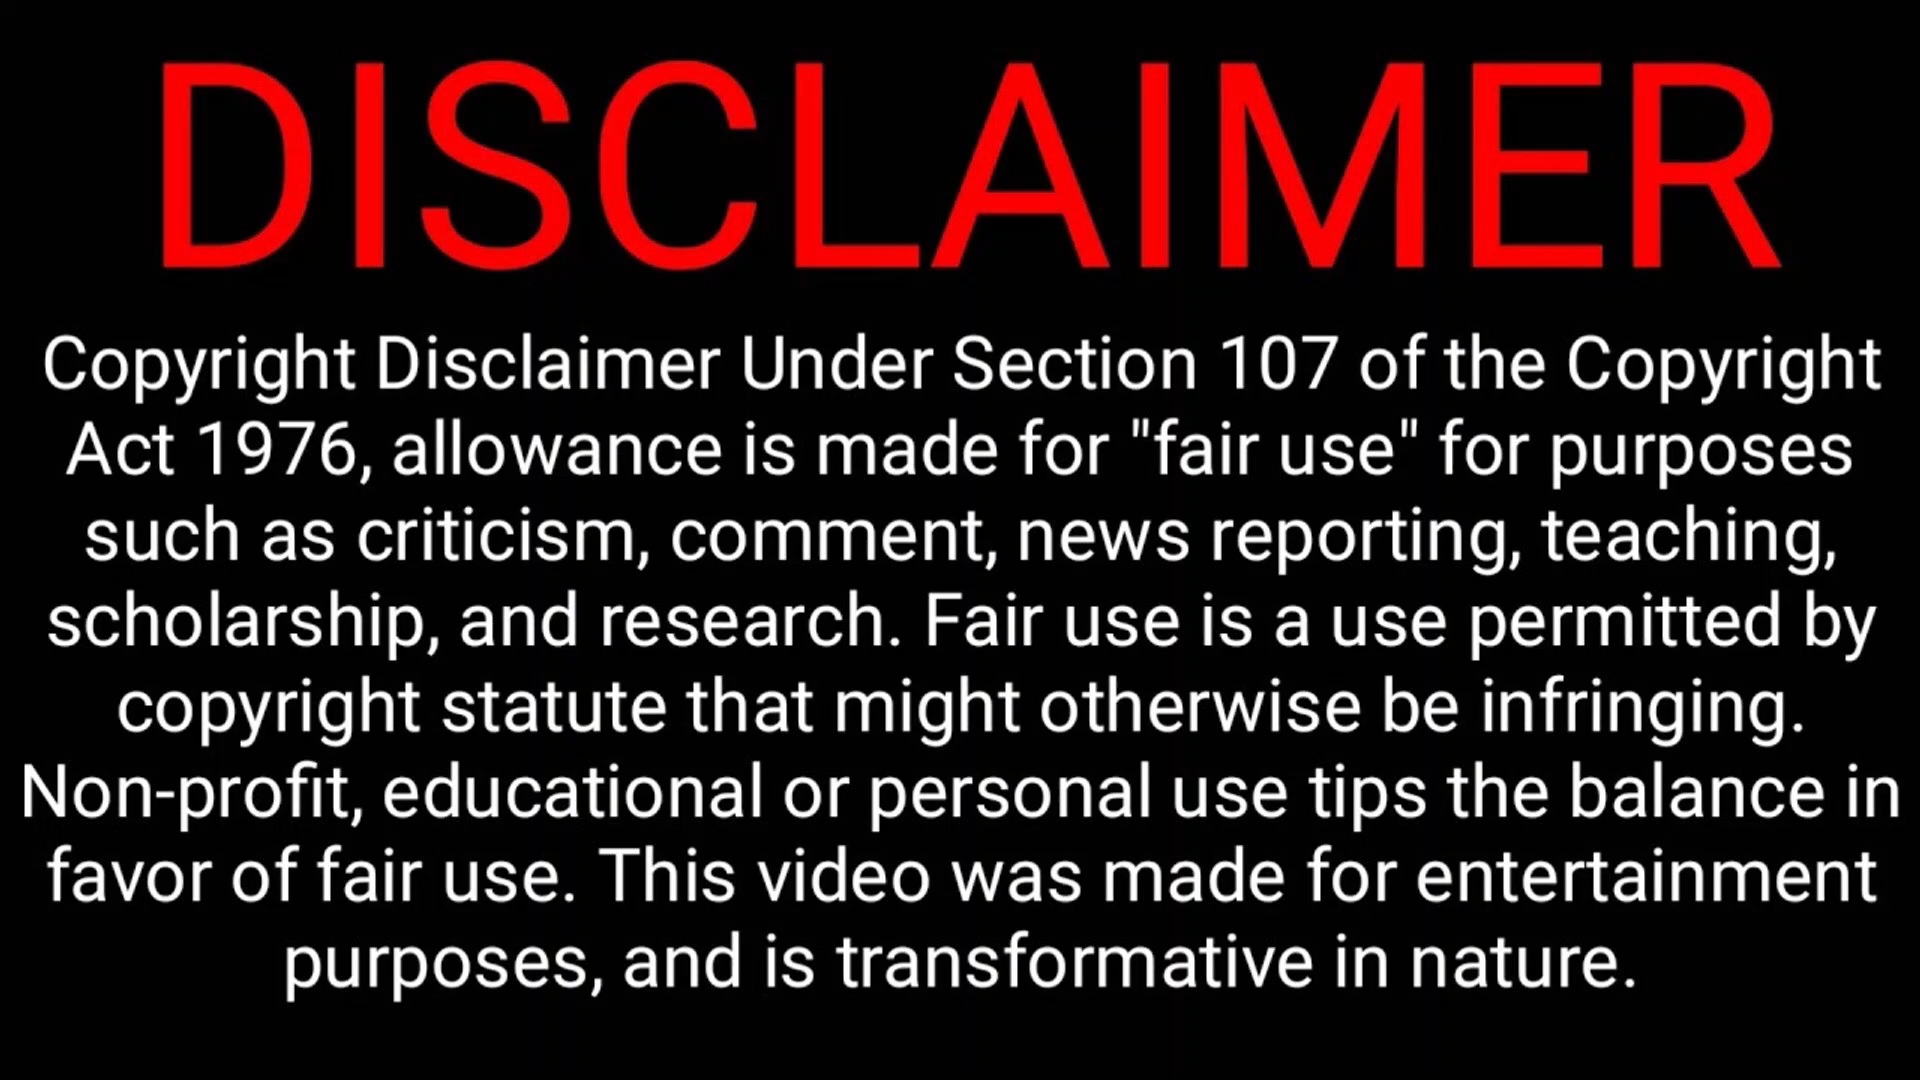 DISCLAIMER
Copyright Disclaimer Under Section 107 of the Copyright
Act 1976, allowance is made for "fair use" for purposes
such as criticism, comment, news reporting, teaching,
scholarship, and research. Fair use is a use permitted by
copyright statute that might otherwise be infringing.
Non-profit, educational or personal use tips the balance in
favor of fair use. This video was made for entertainment
purposes, and is transformative in nature.